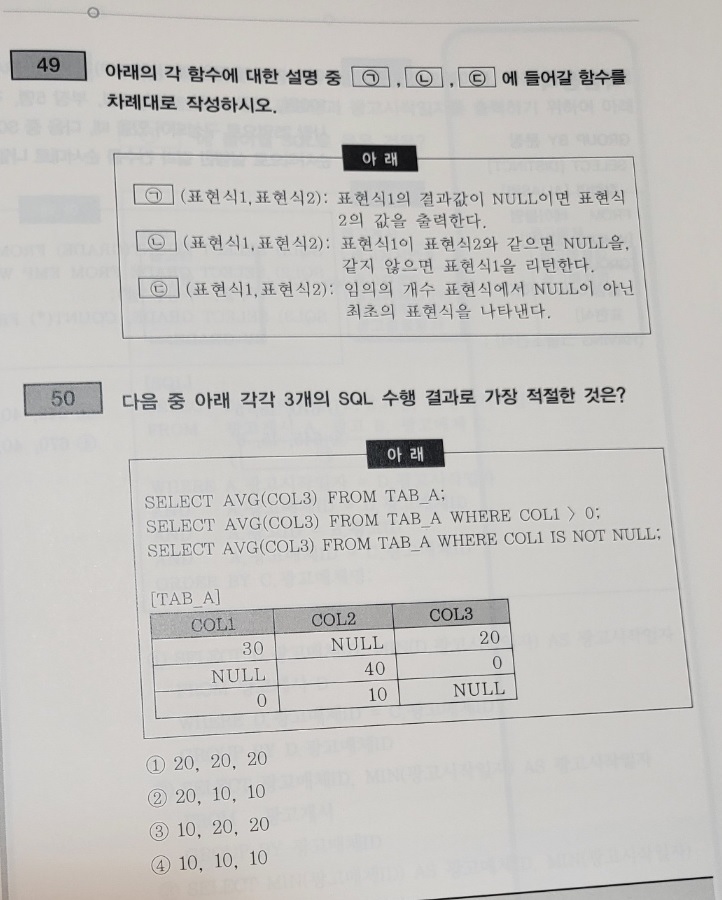 49
아래의 각 함수에 대한 설명 중 ㉠ , ㉡ , ㉢ 에 들어갈 함수를
차례대로 작성하시오.
아 래
㉠ (표현식1,표현식2): 표현식1의 결과값이 NULL이면 표현식
2의 값을 출력한다.
㉡ (표현식1,표현식2): 표현식1이 표현식2와 같으면 NULL을,
같지 않으면 표현식1을 리턴한다.
㉢ (표현식1,표현식2): 임의의 개수 표현식에서 NULL이 아닌
최초의 표현식을 나타낸다.
50
다음 중 아래 각각 3개의 SQL 수행 결과로 가장 적절한 것은?
아 래
SELECT AVG(COL3) FROM TAB_A;
SELECT AVG(COL3) FROM TAB_A WHERE COL1 > 0;
SELECT AVG(COL3) FROM TAB_A WHERE COL1 IS NOT NULL;
[TAB_A]
COL1 COL2 COL3
30 NULL 20
NULL 40 0
0 10 NULL
① 20, 20, 20
② 20, 10, 10
③ 10, 20, 20
④ 10, 10, 10